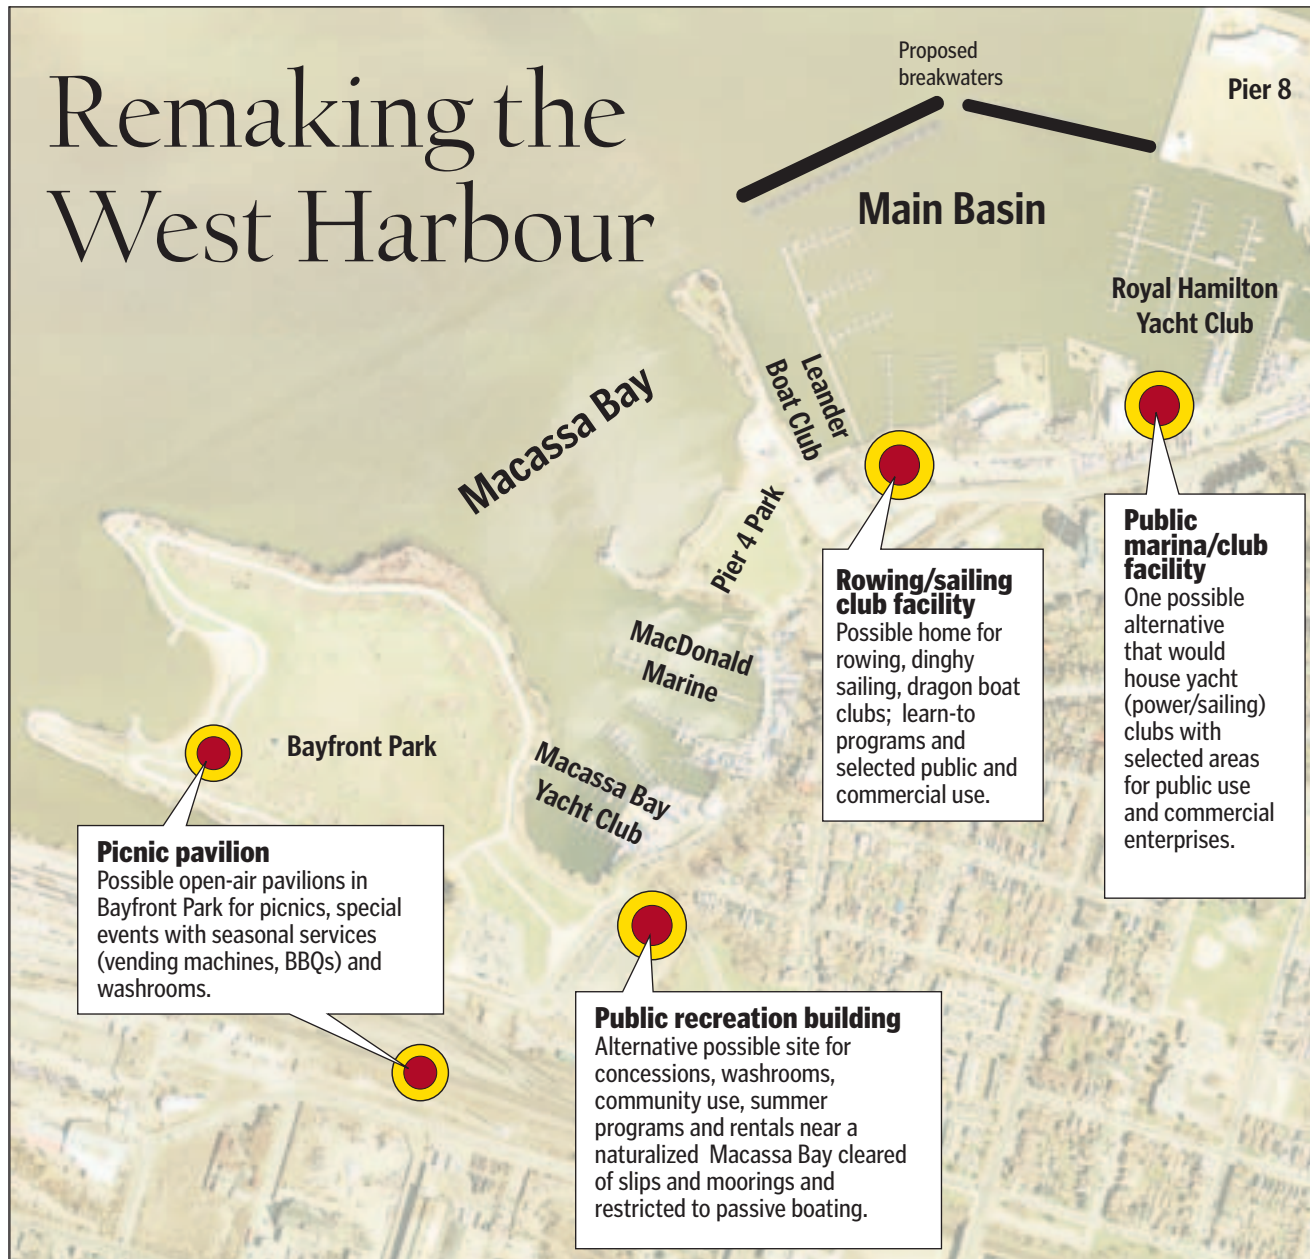 Remaking the
West Harbour
Proposed
breakwaters
Pier 8
Main Basin
Royal Hamilton
Yacht Club
Leander
Boat Club
Macassa Bay
Pier 4 Park
MacDonald
Marine
Bayfront Park
Macassa Bay
Yacht Club
Public
marina/club
facility
One possible
alternative
that would
house yacht
(power/sailing)
clubs with
selected areas
for public use
and commercial
enterprises.
Rowing/sailing
club facility
Possible home for
rowing, dinghy
sailing, dragon boat
clubs; learn-to
programs and
selected public and
commercial use.
Picnic pavilion
Possible open-air pavilions in
Bayfront Park for picnics, special
events with seasonal services
(vending machines, BBQs) and
washrooms.
Public recreation building
Alternative possible site for
concessions, washrooms,
community use, summer
programs and rentals near a
naturalized Macassa Bay cleared
of slips and moorings and
restricted to passive boating.